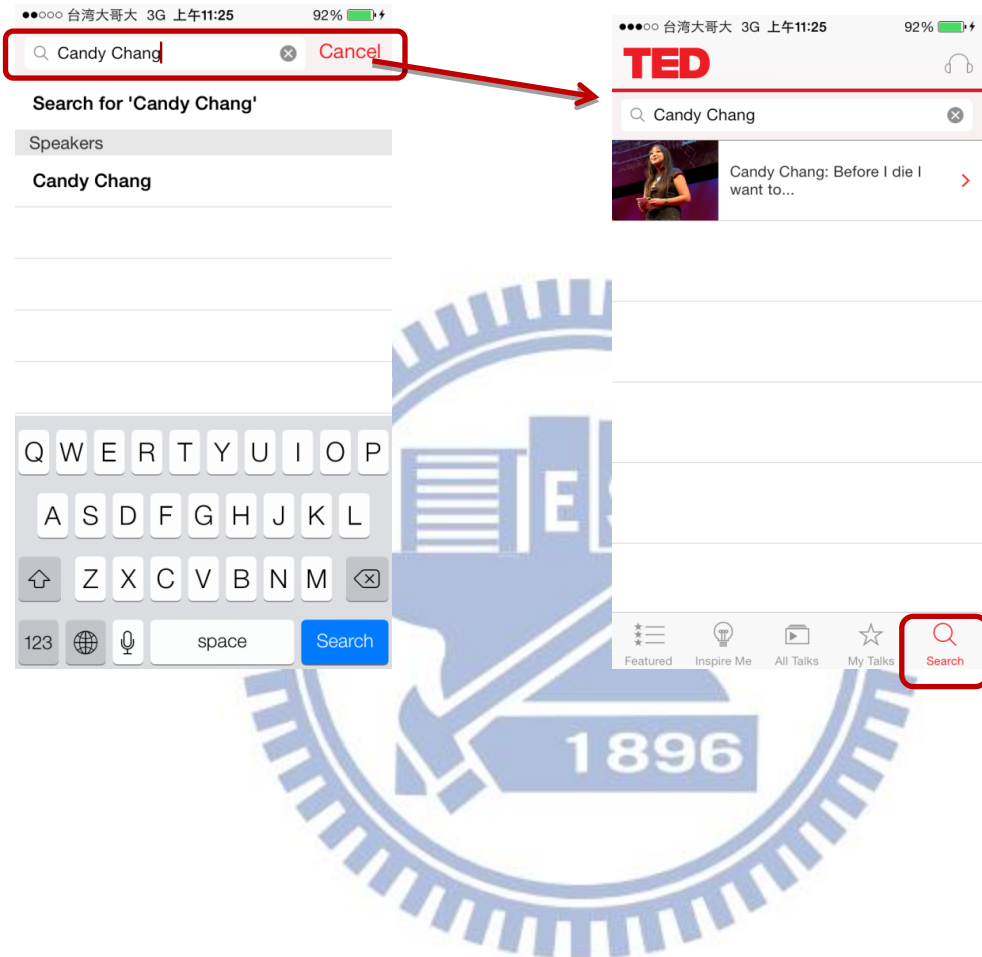 台湾大哥大 3G 上午11:25 92%
Candy Chang Cancel
Search for 'Candy Chang'
Speakers
Candy Chang
Q W E R T Y U I O P
A S D F G H J K L
Z X C V B N M
123 space Search
台湾大哥大 3G 上午11:25 92%
TED
Candy Chang
Candy Chang: Before I die I
want to...
Featured Inspire Me All Talks My Talks Search
ES
1896